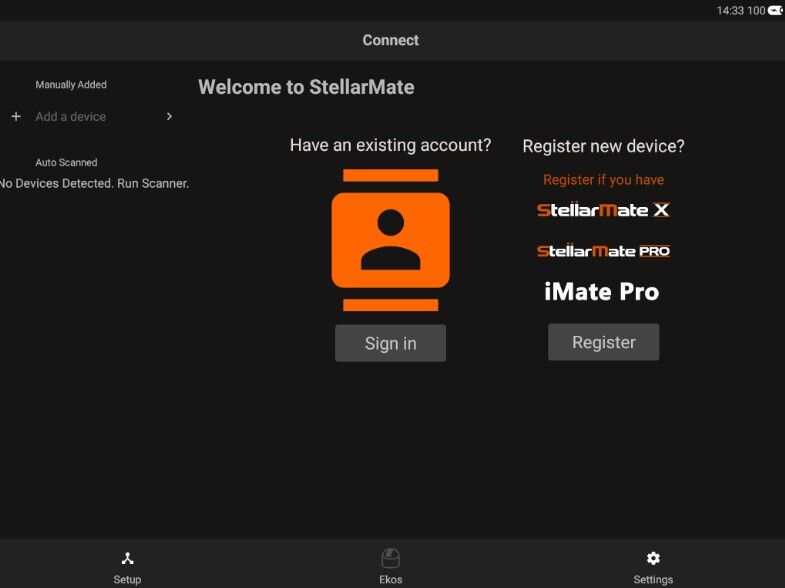 14:33 100
Connect
Manually Added
Add a device
Auto Scanned
No Devices Detected. Run Scanner.
Welcome to StellarMate
Have an existing account?
Sign in
Register new device?
Register if you have
StellarMate X
StellarMate PRO
iMate Pro
Register
Setup
Ekos
Settings